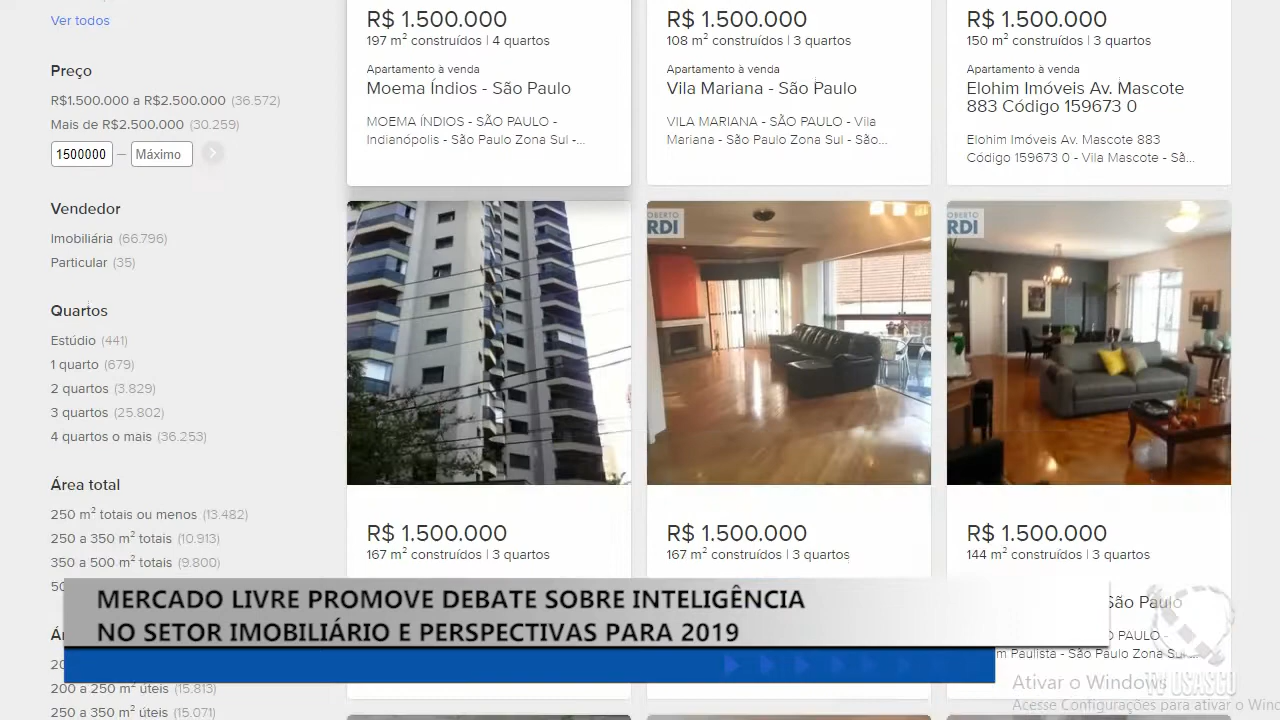 Ver todos
Preço
R$1.500.000 a R$2.500.000 (36.572)
Mais de R$2.500.000 (30.259)
1500000 – Máximo
Vendedor
Imobiliária (66.796)
Particular (35)
Quartos
Estúdio (441)
1 quarto (679)
2 quartos (3.829)
3 quartos (25.802)
4 quartos o mais (36.253)
Área total
250 m² totais ou menos (13.482)
250 a 350 m² totais (10.913)
350 a 500 m² totais (9.800)
200 a 250 m² úteis (15.813)
250 a 350 m² úteis (15.071)
R$ 1.500.000
197 m² construídos | 4 quartos
Apartamento à venda
Moema Índios - São Paulo
MOEMA ÍNDIOS - SÃO PAULO -
Indianópolis - São Paulo Zona Sul -...
R$ 1.500.000
108 m² construídos | 3 quartos
Apartamento à venda
Vila Mariana - São Paulo
VILA MARIANA - SÃO PAULO - Vila
Mariana - São Paulo Zona Sul - São...
R$ 1.500.000
150 m² construídos | 3 quartos
Apartamento à venda
Elohim Imóveis Av. Mascote
883 Código 159673 0
Elohim Imóveis Av. Mascote 883
Código 159673 0 - Vila Mascote - Sã...
OBERTO
RDI
OBERTO
RDI
R$ 1.500.000
167 m² construídos | 3 quartos
R$ 1.500.000
167 m² construídos | 3 quartos
R$ 1.500.000
144 m² construídos | 3 quartos
São Paulo
PAULO -
m Paulista - São Paulo Zona Sul...
MERCADO LIVRE PROMOVE DEBATE SOBRE INTELIGÊNCIA
NO SETOR IMOBILIÁRIO E PERSPECTIVAS PARA 2019
TV OSASCO
Ativar o Windows
Acesse Configurações para ativar o Wind